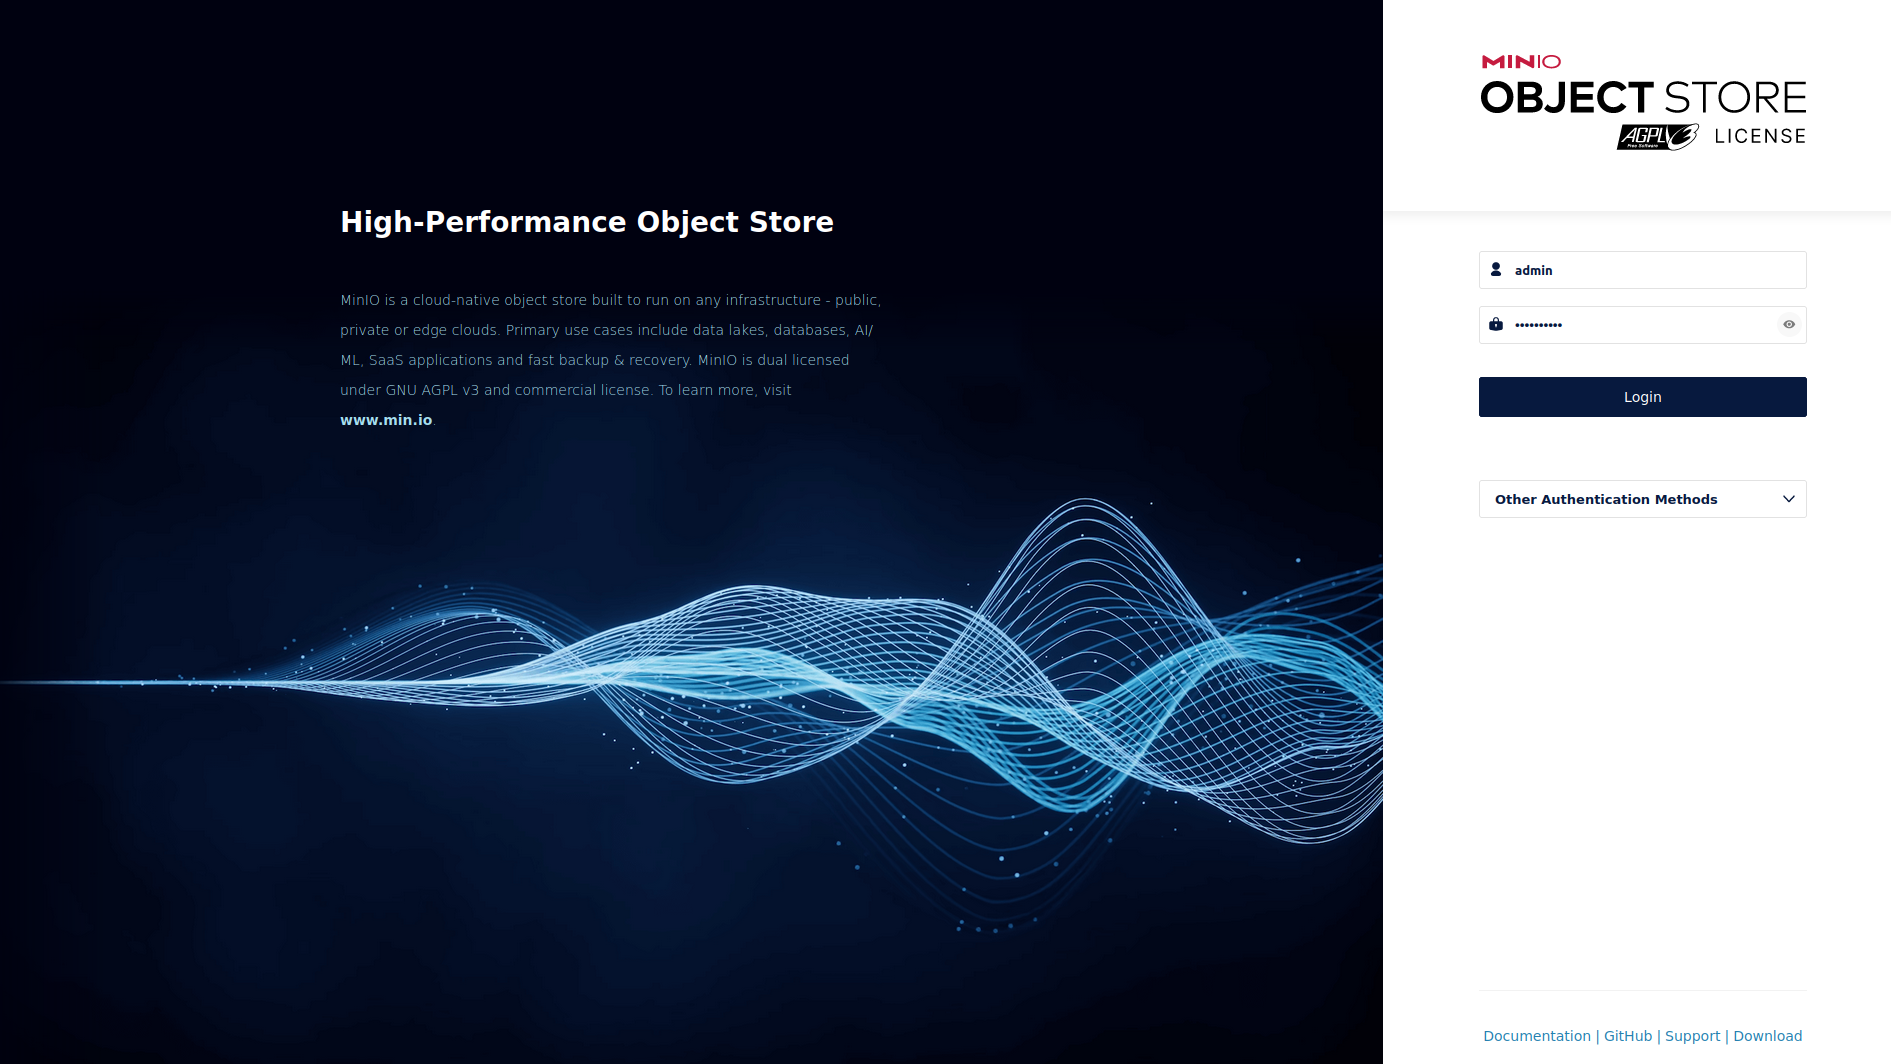 High-Performance Object Store
MinIO is a cloud-native object store built to run on any infrastructure - public,
private or edge clouds. Primary use cases include data lakes, databases, AI/
ML, SaaS applications and fast backup & recovery. MinIO is dual licensed
under GNU AGPL v3 and commercial license. To learn more, visit
www.min.io.
MINIO
OBJECT STORE
AGPL3 LICENSE
Free Software
admin
••••••••••
Login
Other Authentication Methods
Documentation | GitHub | Support | Download